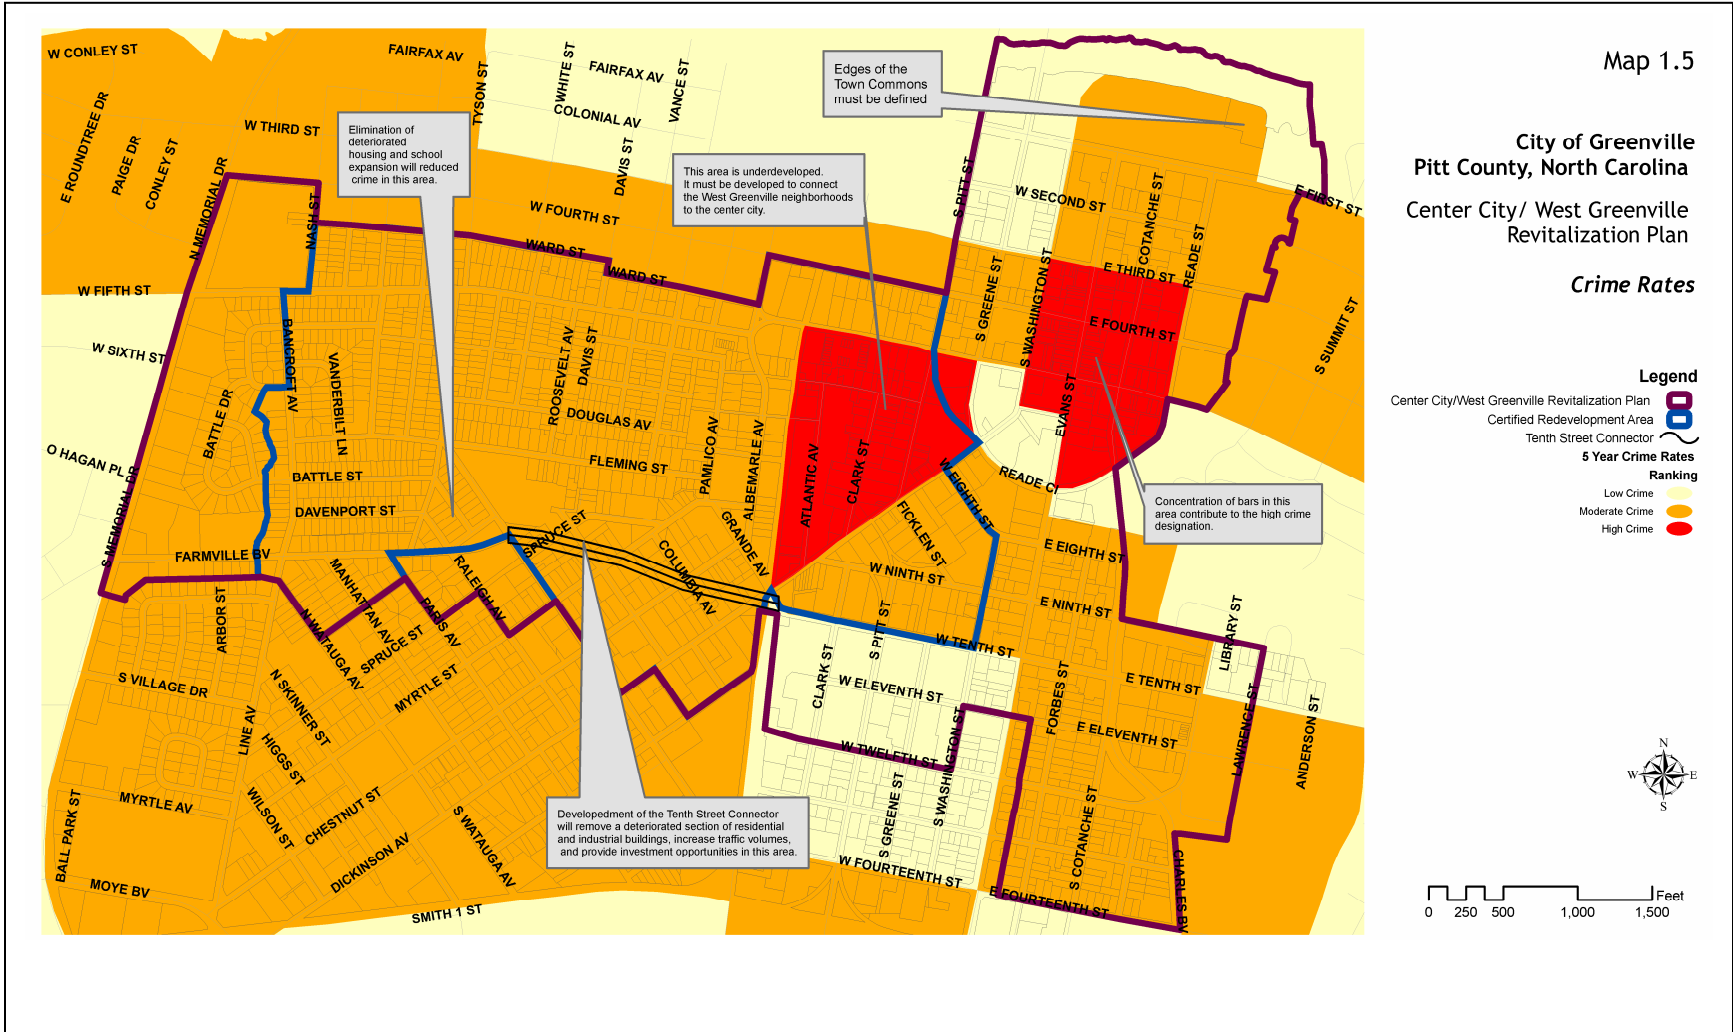 Map 1.5
City of Greenville
Pitt County, North Carolina
Center City/ West Greenville
Revitalization Plan
Crime Rates
Legend
Center City/West Greenville Revitalization Plan
Certified Redevelopment Area
Tenth Street Connector
5 Year Crime Rates
Ranking
Low Crime
Moderate Crime
High Crime
N
W
E
S
Feet
0
250
500
1,000
1,500
Edges of the
Town Commons
must be defined
Elimination of
deteriorated
housing and school
expansion will reduced
crime in this area.
This area is underdeveloped.
It must be developed to connect
the West Greenville neighborhoods
to the center city.
Concentration of bars in this
area contribute to the high crime
designation.
Developedment of the Tenth Street Connector
will remove a deteriorated section of residential
and industrial buildings, increase traffic volumes,
and provide investment opportunities in this area.
W CONLEY ST
FAIRFAX AV
WHITE ST
FAIRFAX AV
VANCE ST
TYSON ST
COLONIAL AV
E ROUNDTREE DR
PAIGE DR
CONLEY ST
W THIRD ST
N MEMORIAL DR
NASH ST
DAVIS ST
W FOURTH ST
S PITT ST
W SECOND ST
COTANCHE ST
READE ST
E FIRST ST
WARD ST
WARD ST
W FIFTH ST
S GREENE ST
S WASHINGTON ST
E THIRD ST
E FOURTH ST
S SUMMIT ST
W SIXTH ST
BANCROFT AV
VANDERBILT LN
ROOSEVELT AV
DAVIS ST
BATTLE DR
DOUGLAS AV
PAMLICO AV
ALBEMARLE AV
ATLANTIC AV
CLARK ST
EVANS ST
O HAGAN PL
S MEMORIAL DR
BATTLE ST
FLEMING ST
W EIGHTH ST
READE CI
DAVENPORT ST
SPRUCE ST
GRANDE AV
FICKLEN ST
FARMVILLE BV
MANHATTAN AV
RALEIGH AV
COLUMBIA AV
W NINTH ST
E EIGHTH ST
ARBOR ST
N WATAUGA AV
SPRUCE ST
PARIS AV
S PITT ST
W TENTH ST
E NINTH ST
LIBRARY ST
S VILLAGE DR
N SKINNER ST
MYRTLE ST
CLARK ST
W ELEVENTH ST
FORBES ST
E TENTH ST
LINE AV
HIGGS ST
W TWELFTH ST
S WASHINGTON ST
E ELEVENTH ST
LAWRENCE ST
ANDERSON ST
MYRTLE AV
WILSON ST
CHESTNUT ST
S WATAUGA AV
S GREENE ST
S COTANCHE ST
BALL PARK ST
DICKINSON AV
MOYE BV
SMITH 1 ST
W FOURTEENTH ST
E FOURTEENTH ST
CHARLES BV